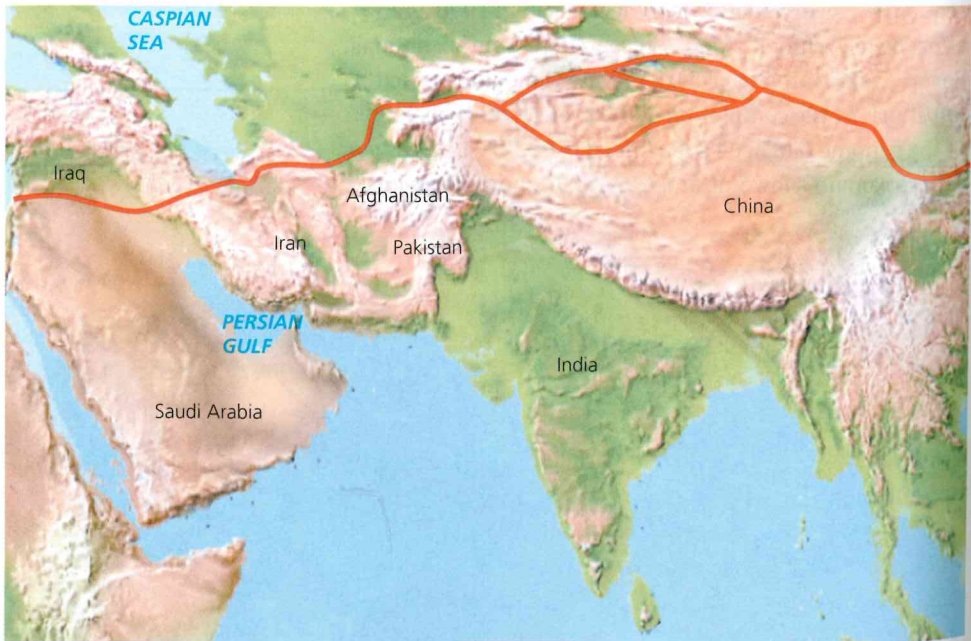 CASPIAN
SEA
Iraq
Afghanistan
China
Iran
Pakistan
PERSIAN
GULF
India
Saudi Arabia